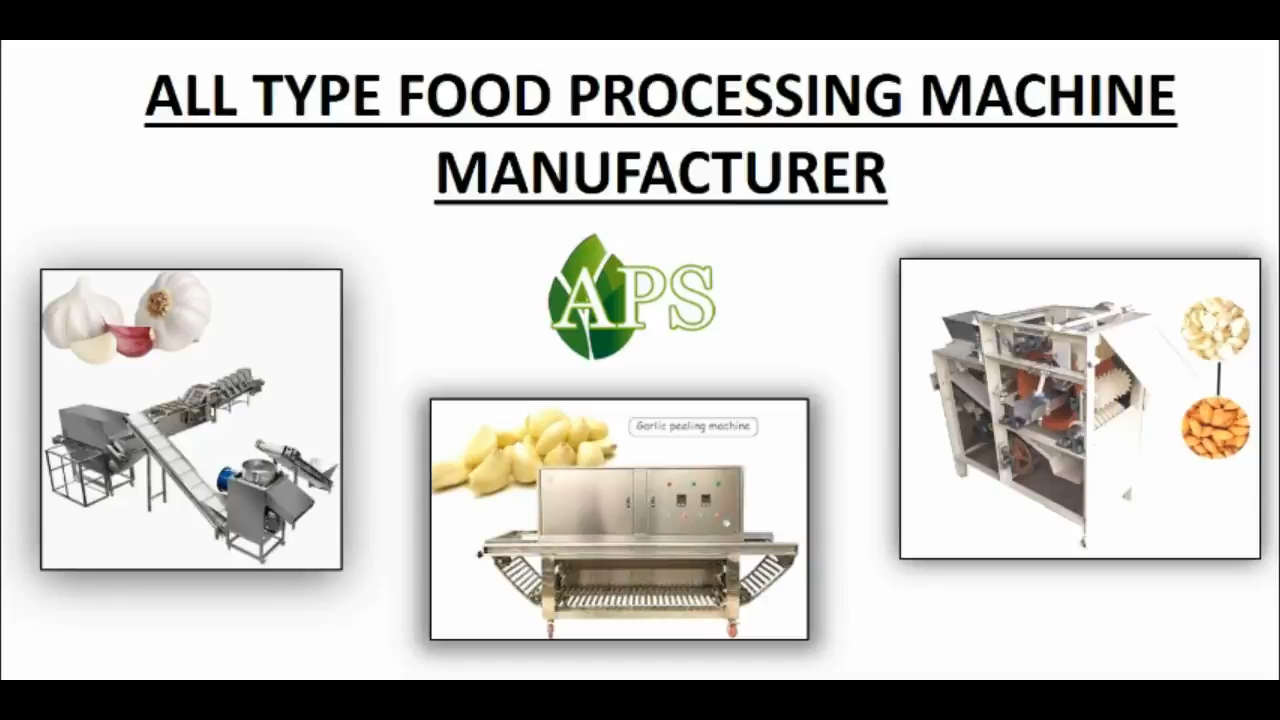 ALL TYPE FOOD PROCESSING MACHINE
MANUFACTURER
APS
Garlic peeling machine